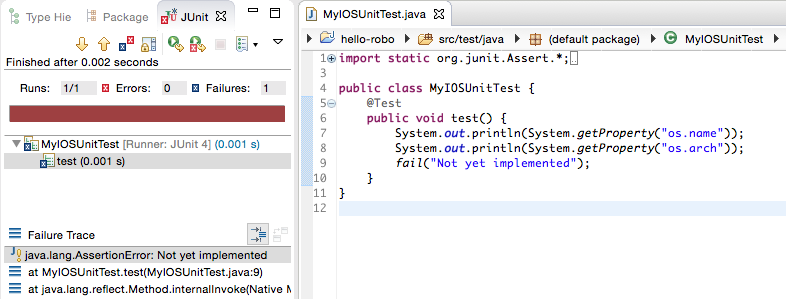 Type Hie Package JUnit
Finished after 0.002 seconds
Runs: 1/1 Errors: 0 Failures: 1
MyIOSUnitTest [Runner: JUnit 4] (0.001 s)
test (0.001 s)
Failure Trace
java.lang.AssertionError: Not yet implemented
at MyIOSUnitTest.test(MyIOSUnitTest.java:9)
at java.lang.reflect.Method.internalInvoke(Native M
MyIOSUnitTest.java
hello-robo src/test/java (default package) MyIOSUnitTest
1 import static org.junit.Assert.*;
4 public class MyIOSUnitTest {
5 @Test
6 public void test() {
7 System.out.println(System.getProperty("os.name"));
8 System.out.println(System.getProperty("os.arch"));
9 fail("Not yet implemented");
10 }
11 }
12